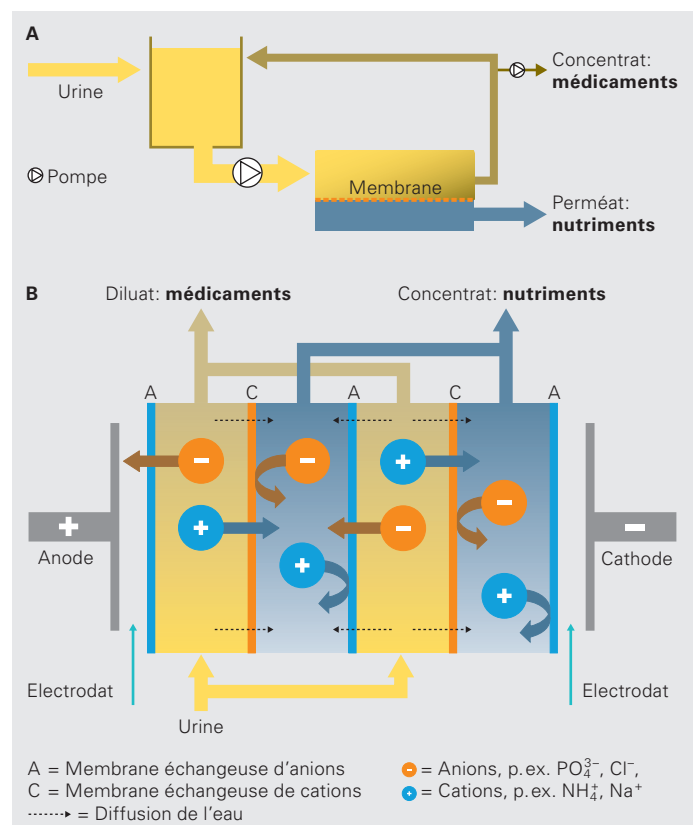 A
Urine
Pompe
Membrane
Concentrat:
médicaments
Perméat:
nutriments
B
Diluat: médicaments
Concentrat: nutriments
A C A C A
− − + −
+ −
+ +
+
Anode
−
Cathode
Electrodat
Electrodat
Urine
A = Membrane échangeuse d'anions
C = Membrane échangeuse de cations
= Diffusion de l'eau
− = Anions, p. ex. PO₄³⁻, Cl⁻,
+ = Cations, p. ex. NH₄⁺, Na⁺